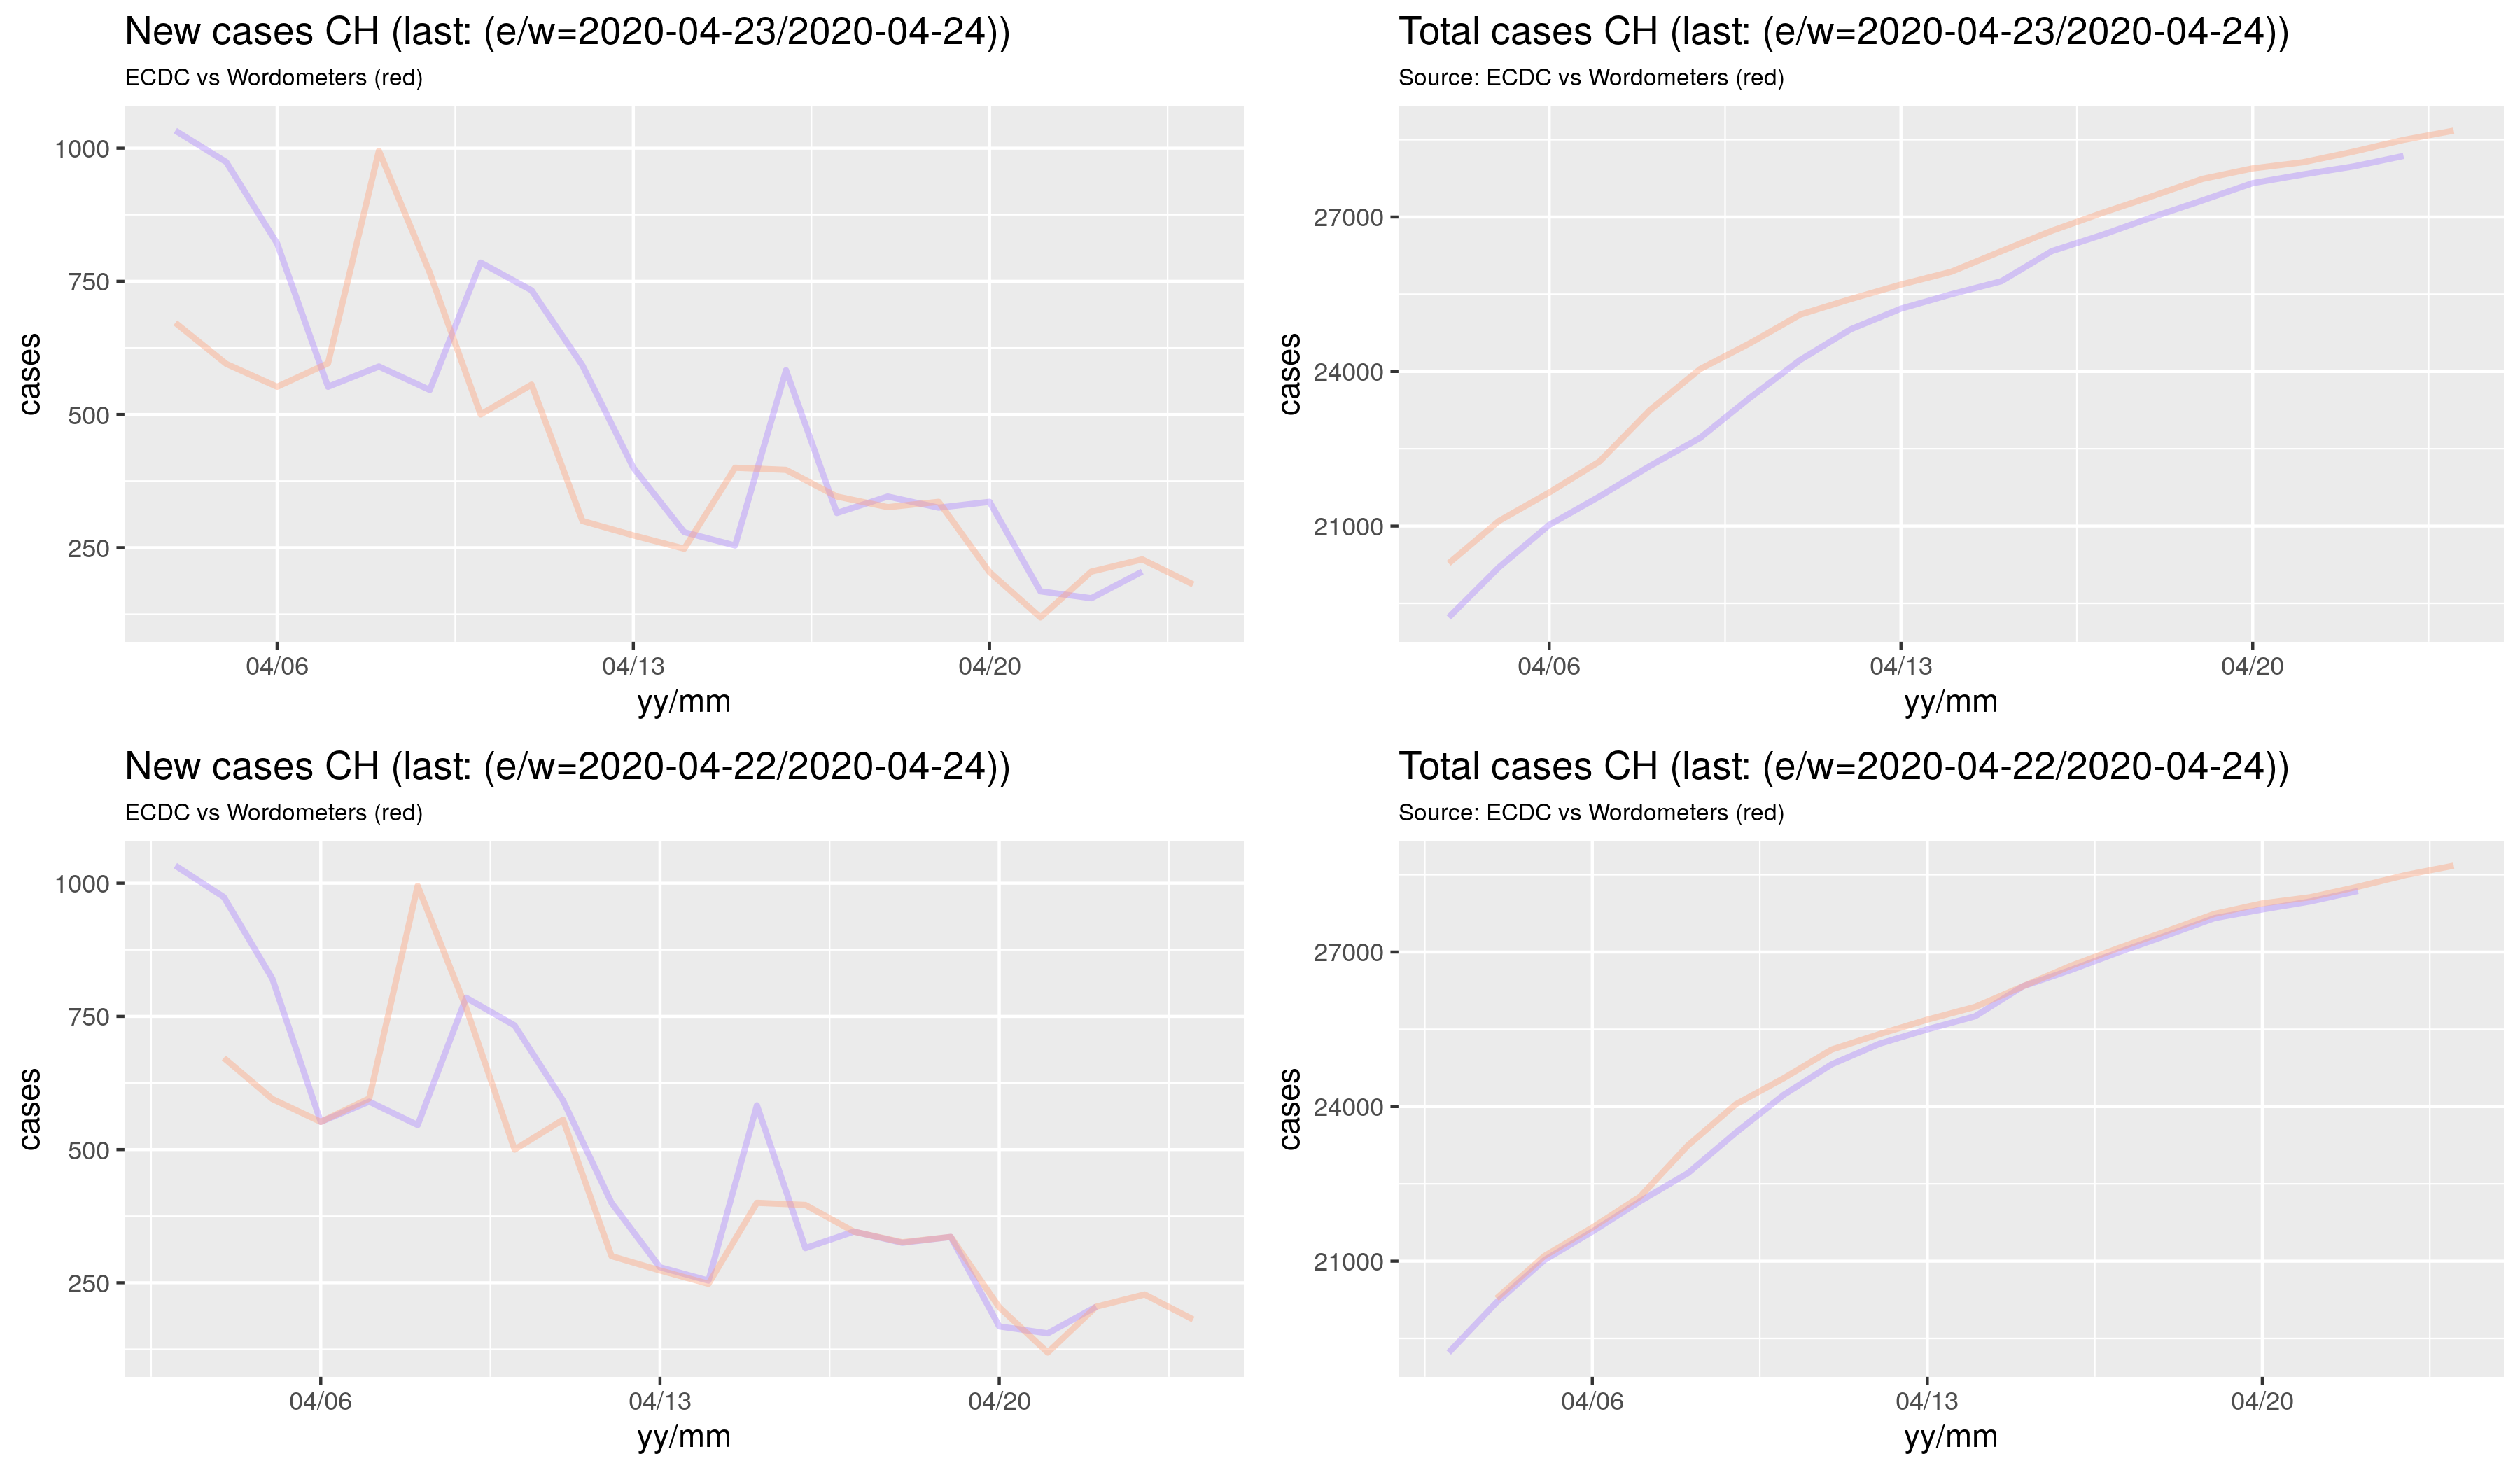 New cases CH (last: (e/w=2020-04-23/2020-04-24))
ECDC vs Wordometers (red)
1000
750
500
250
cases
04/06 04/13 04/20
yy/mm
Total cases CH (last: (e/w=2020-04-23/2020-04-24))
Source: ECDC vs Wordometers (red)
27000
24000
21000
cases
04/06 04/13 04/20
yy/mm
New cases CH (last: (e/w=2020-04-22/2020-04-24))
ECDC vs Wordometers (red)
1000
750
500
250
cases
04/06 04/13 04/20
yy/mm
Total cases CH (last: (e/w=2020-04-22/2020-04-24))
Source: ECDC vs Wordometers (red)
27000
24000
21000
cases
04/06 04/13 04/20
yy/mm